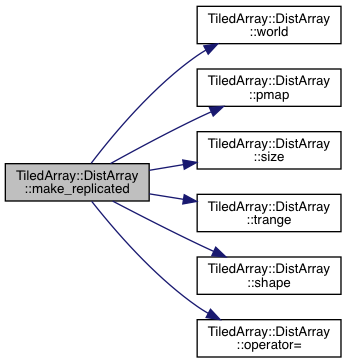 TiledArray::DistArray
::make_replicated
TiledArray::DistArray
::world
TiledArray::DistArray
::pmap
TiledArray::DistArray
::size
TiledArray::DistArray
::trange
TiledArray::DistArray
::shape
TiledArray::DistArray
::operator=